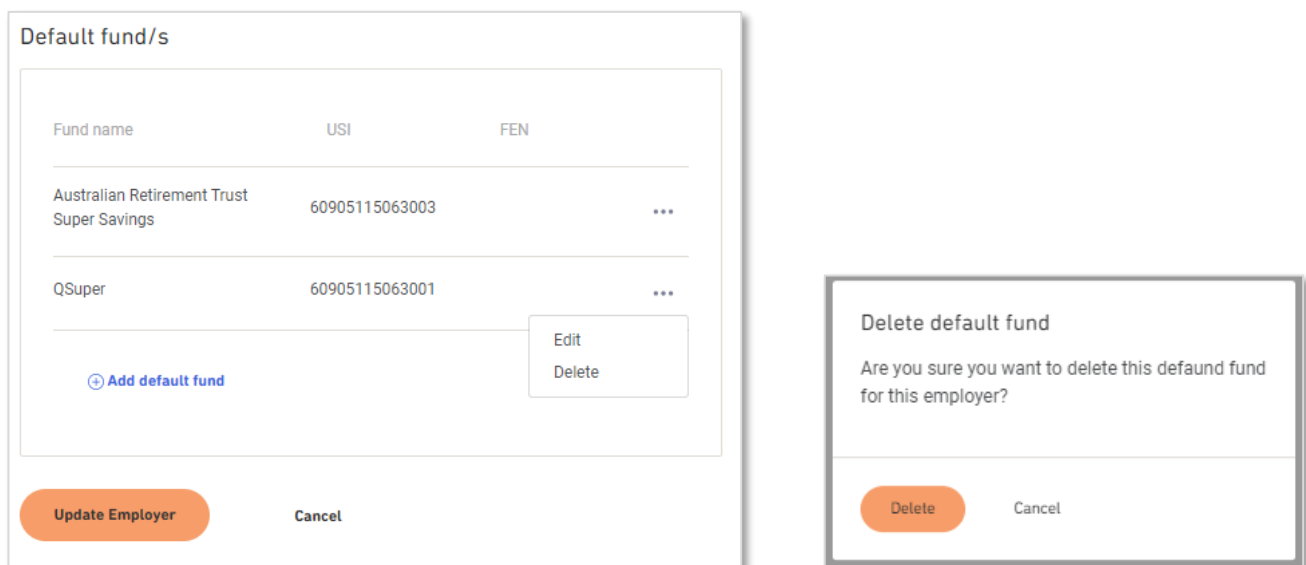 Default fund/s
Fund name USI FEN
Australian Retirement Trust
Super Savings 60905115063003 •••
QSuper 60905115063001 •••
Edit
Delete
Add default fund
Update Employer Cancel
Delete default fund
Are you sure you want to delete this defaund fund
for this employer?
Delete Cancel